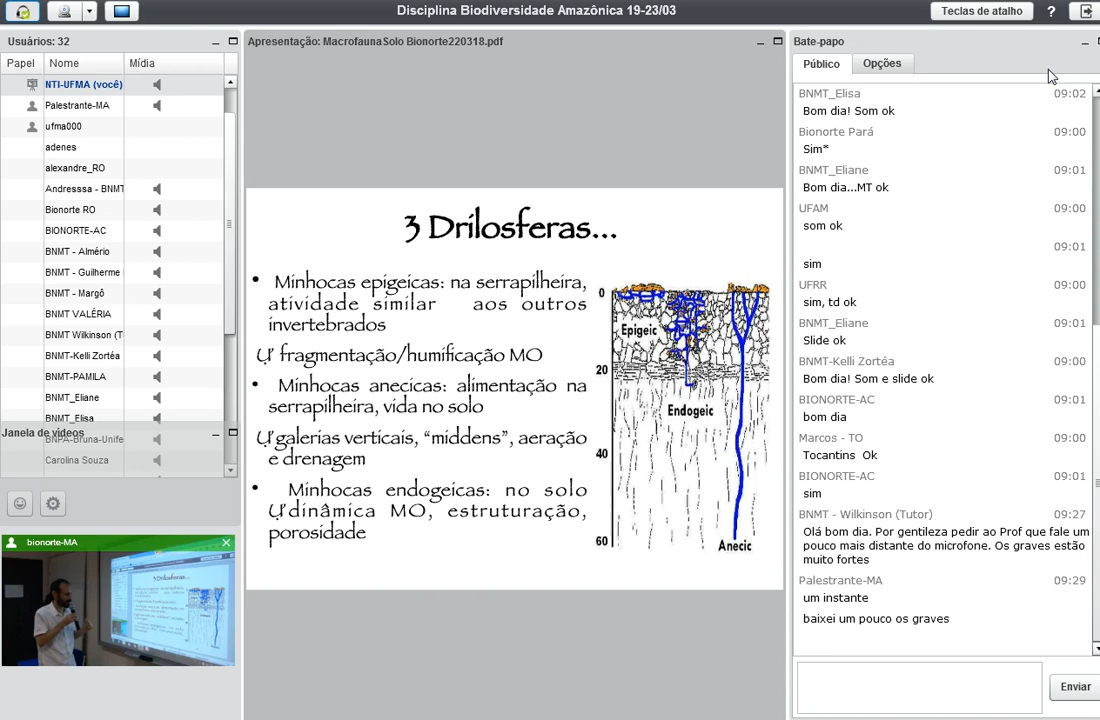 Disciplina Biodiversidade Amazônica 19-23/03
Teclas de atalho
?
Usuários: 32
Papel Nome Mídia
NTI-UFMA (você)
Palestrante-MA
ufma000
adenes
alexandre_RO
Andresssa - BNMT
Bionorte RO
BIONORTE-AC
BNMT - Almério
BNMT - Guilherme
BNMT - Margô
BNMT VALÉRIA
BNMT Wilkinson (T
BNMT-Kelli Zortéa
BNMT-PAMILA
BNMT_Eliane
BNMT_Elisa
Janela de vídeos
BNPA-Bruna-Unife
Carolina Souza
bionorte-MA
3 Drilosferas...
Apresentação: MacrofaunaSolo Bionorte220318.pdf
3 Drilosferas...
• Minhocas epigeicas: na serrapilheira,
atividade similar aos outros
invertebrados
Ų fragmentação/humificação MO
• Minhocas anecicas: alimentação na
serrapilheira, vida no solo
Ų galerias verticais, “middens”, aeração
e drenagem
• Minhocas endogeicas: no solo
Ų dinâmica MO, estruturação,
porosidade
0
Epigeic
20
Endogeic
40
60
Anecic
Bate-papo
Público Opções
BNMT_Elisa 09:02
Bom dia! Som ok
Bionorte Pará 09:00
Sim*
BNMT_Eliane 09:01
Bom dia...MT ok
UFAM 09:00
som ok
09:01
sim
UFRR 09:00
sim, td ok
BNMT_Eliane 09:01
Slide ok
BNMT-Kelli Zortéa 09:00
Bom dia! Som e slide ok
BIONORTE-AC 09:01
bom dia
Marcos - TO 09:00
Tocantins Ok
BIONORTE-AC 09:01
sim
BNMT - Wilkinson (Tutor) 09:27
Olá bom dia. Por gentileza pedir ao Prof que fale um
pouco mais distante do microfone. Os graves estão
muito fortes
Palestrante-MA 09:29
um instante
baixei um pouco os graves
Enviar